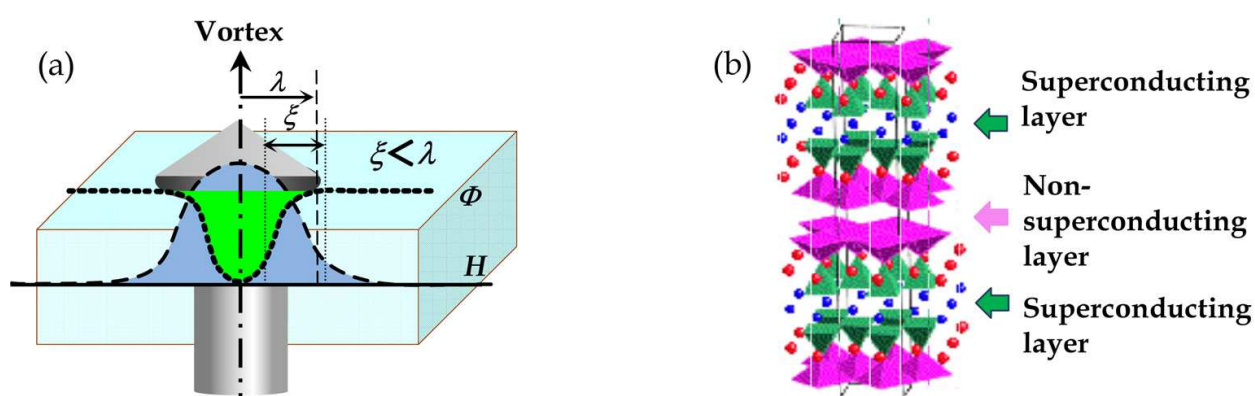 (a)
Vortex
λ
ξ
ξ<λ
Φ
H
(b)
Superconducting
layer
Non-
superconducting
layer
Superconducting
layer